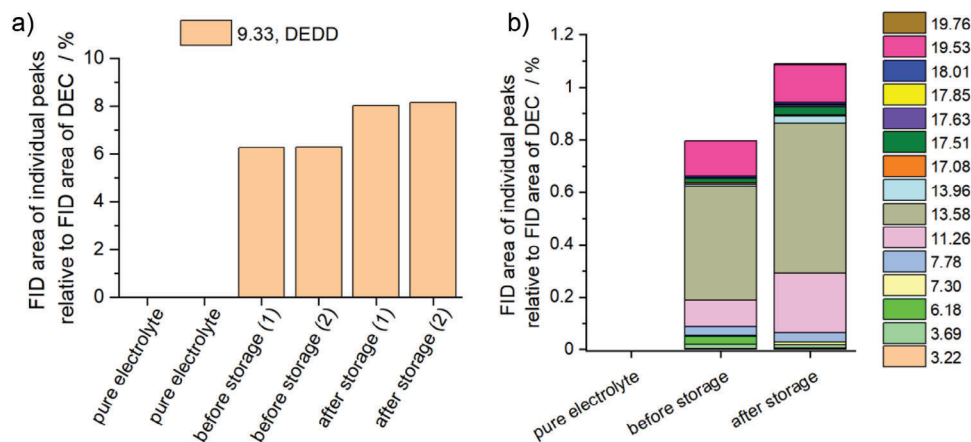 a)
9.33, DEDD
FID area of individual peaks
relative to FID area of DEC / %
10
8
6
4
2
0
pure electrolyte
pure electrolyte
before storage (1)
before storage (2)
after storage (1)
after storage (2)
b)
FID area of individual peaks
relative to FID area of DEC / %
1.2
1
0.8
0.6
0.4
0.2
0
pure electrolyte
before storage
after storage
19.76
19.53
18.01
17.85
17.63
17.51
17.08
13.96
13.58
11.26
7.78
7.30
6.18
3.69
3.22